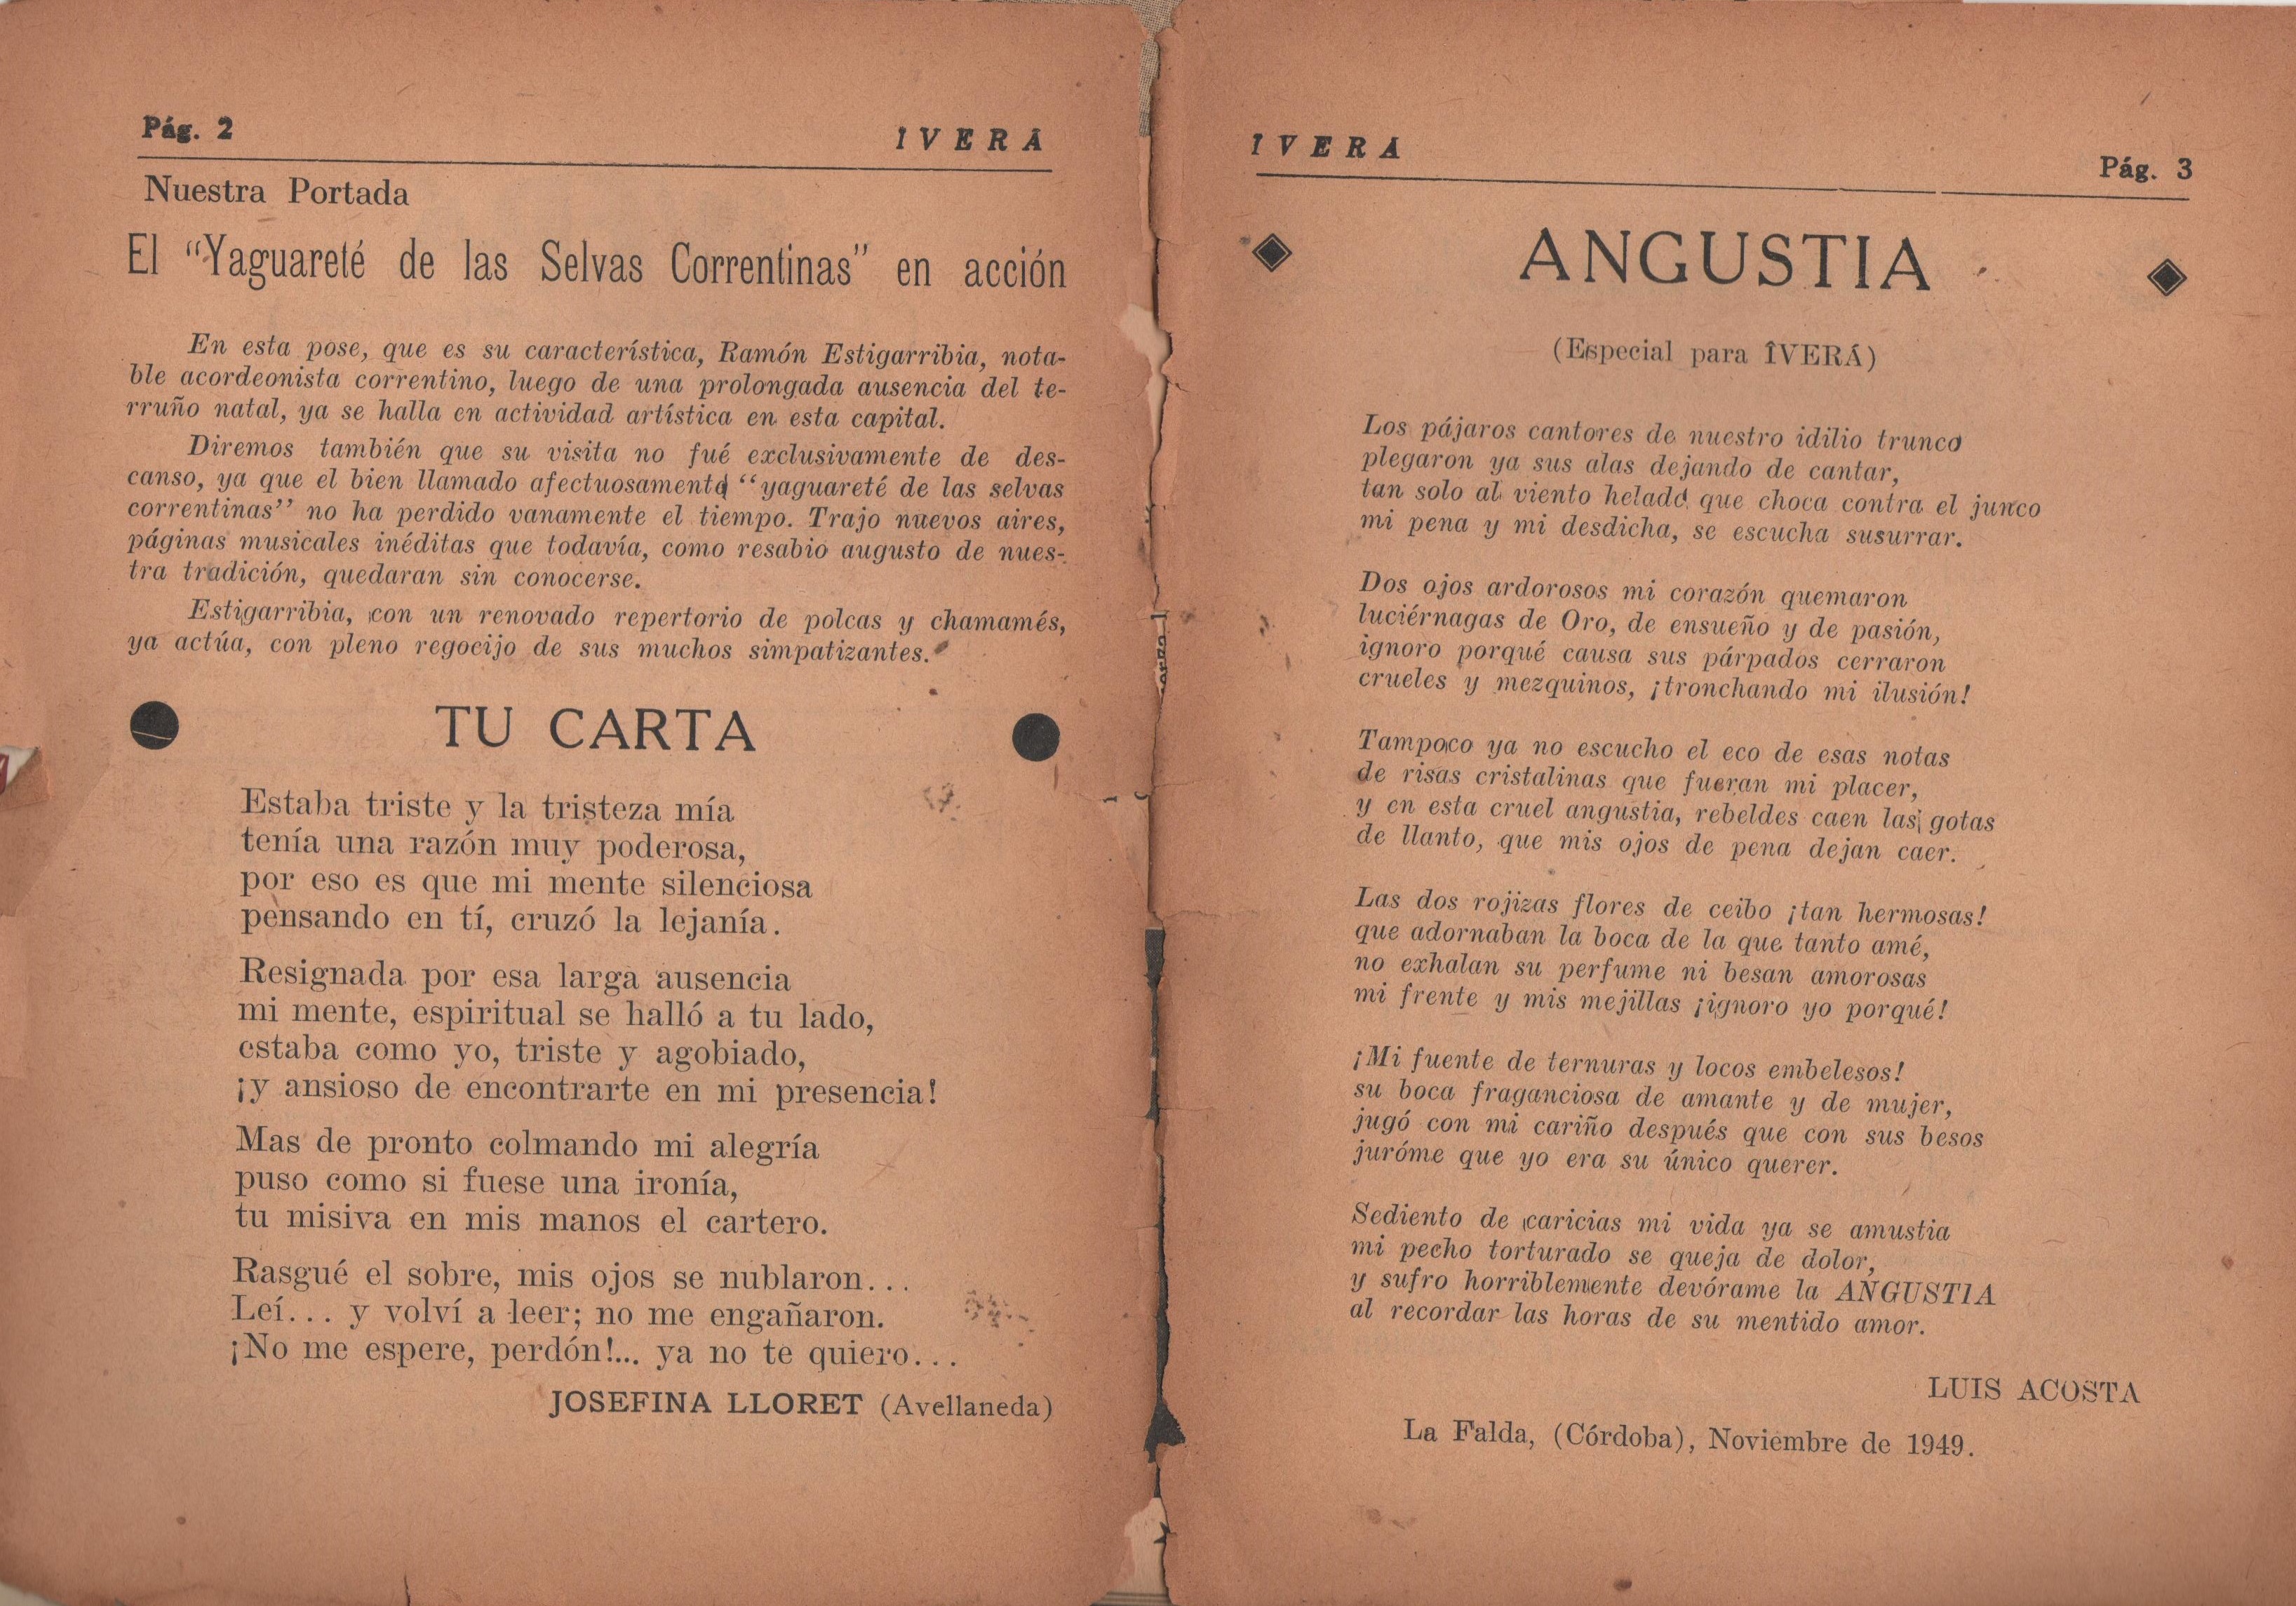 Pág. 2
IVERÁ
Nuestra Portada
El "Yaguareté de las Selvas Correntinas" en acción
En esta pose, que es su característica, Ramón Estigarribia, nota-
ble acordeonista correntino, luego de una prolongada ausencia del te-
rruño natal, ya se halla en actividad artística en esta capital.
Diremos también que su visita no fué exclusivamente de des-
canso, ya que el bien llamado afectuosamente "yaguareté de las selvas
correntinas" no ha perdido vanamente el tiempo. Trajo nuevos aires,
páginas musicales inéditas que todavía, como resabio augusto de nues-
tra tradición, quedaran sin conocerse.
Estigarribia, con un renovado repertorio de polcas y chamamés,
ya actúa, con pleno regocijo de sus muchos simpatizantes.
TU CARTA
Estaba triste y la tristeza mía
tenía una razón muy poderosa,
por eso es que mi mente silenciosa
pensando en tí, cruzó la lejanía.
Resignada por esa larga ausencia
mi mente, espiritual se halló a tu lado,
estaba como yo, triste y agobiado,
¡y ansioso de encontrarte en mi presencia!
Mas de pronto colmando mi alegría
puso como si fuese una ironía,
tu misiva en mis manos el cartero.
Rasgué el sobre, mis ojos se nublaron...
Leí... y volví a leer; no me engañaron.
¡No me espere, perdón!... ya no te quiero...
JOSEFINA LLORET (Avellaneda)
IVERÁ
Pág. 3
ANGUSTIA
(Especial para ÎVERÁ)
Los pájaros cantores de nuestro idilio trunco
plegaron ya sus alas dejando de cantar,
tan solo al viento helado que choca contra el junco
mi pena y mi desdicha, se escucha susurrar.
Dos ojos ardorosos mi corazón quemaron
luciérnagas de Oro, de ensueño y de pasión,
ignoro porqué causa sus párpados cerraron
crueles y mezquinos, ¡tronchando mi ilusión!
Tampoco ya no escucho el eco de esas notas
de risas cristalinas que fueran mi placer,
y en esta cruel angustia, rebeldes caen las gotas
de llanto, que mis ojos de pena dejan caer.
Las dos rojizas flores de ceibo ¡tan hermosas!
que adornaban la boca de la que tanto amé,
no exhalan su perfume ni besan amorosas
mi frente y mis mejillas ¡ignoro yo porqué!
¡Mi fuente de ternuras y locos embelesos!
su boca fraganciosa de amante y de mujer,
jugó con mi cariño después que con sus besos
juróme que yo era su único querer.
Sediento de caricias mi vida ya se amustia
mi pecho torturado se queja de dolor,
y sufro horriblemente devórame la ANGUSTIA
al recordar las horas de su mentido amor.
LUIS ACOSTA
La Falda, (Córdoba), Noviembre de 1949.